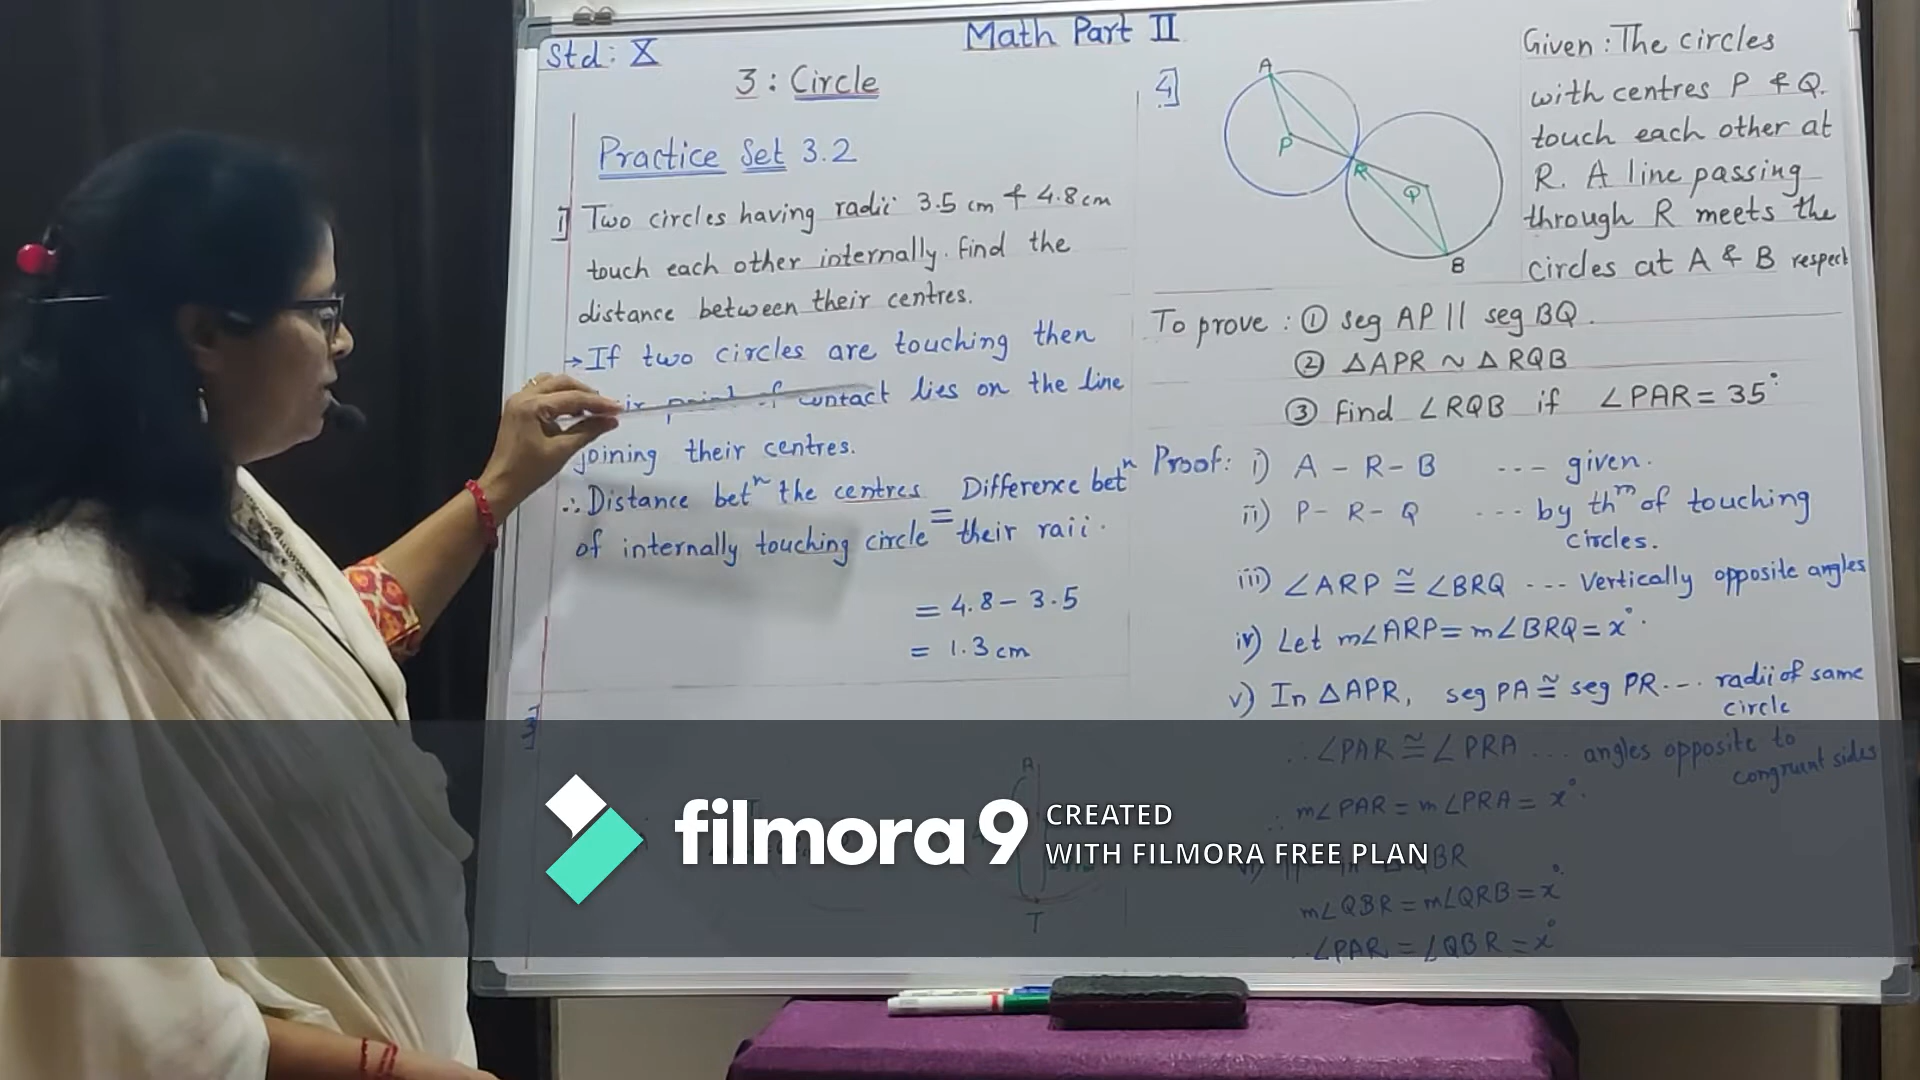 Math Part II
Std: X
3 : Circle
Practice Set 3.2
1] Two circles having radii 3.5 cm & 4.8 cm
touch each other internally. Find the
distance between their centres.
→ If two circles are touching then
point of contact lies on the line
joining their centres.
∴ Distance betⁿ the centres = Difference betⁿ
of internally touching circle their raii.
= 4.8 - 3.5
= 1.3 cm
3]
A
T
4]
A
P
R
Q
B
Given : The circles
with centres P & Q.
touch each other at
R. A line passing
through R meets the
circles at A & B respect
To prove : ① seg AP || seg BQ.
② △APR ~ △RQB
③ Find ∠RQB if ∠PAR = 35°
Proof: i) A - R - B --- given.
ii) P - R - Q --- by thᵐ of touching
circles.
iii) ∠ARP ≅ ∠BRQ --- Vertically opposite angles
iv) Let m∠ARP = m∠BRQ = x°.
v) In △APR, seg PA ≅ seg PR --- radii of same
circle
∴ ∠PAR ≅ ∠PRA ... angles opposite to
congruent sides
∴ m∠PAR = m∠PRA = x°.
QBR
m∠QBR = m∠QRB = x°
∴ ∠PAR = ∠QBR = x°
filmora9 CREATED
WITH FILMORA FREE PLAN